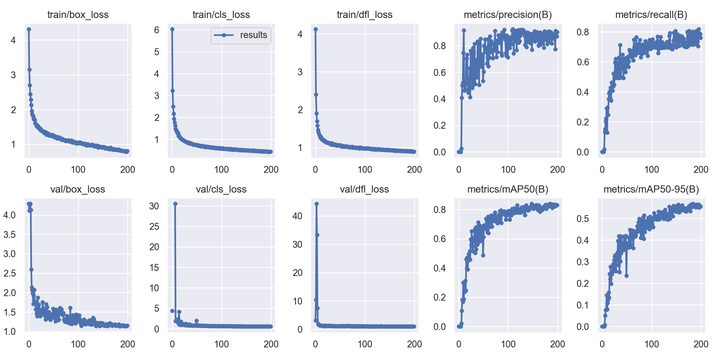 train/box_loss
train/cls_loss
train/dfl_loss
metrics/precision(B)
metrics/recall(B)
4
3
2
1
0 100 200
6
5
4
3
2
1
results
0 100 200
4
3
2
1
0 100 200
0.8
0.6
0.4
0.2
0.0
0 100 200
0.8
0.6
0.4
0.2
0.0
0 100 200
val/box_loss
val/cls_loss
val/dfl_loss
metrics/mAP50(B)
metrics/mAP50-95(B)
4.0
3.5
3.0
2.5
2.0
1.5
1.0
0 100 200
30
25
20
15
10
5
0
0 100 200
40
30
20
10
0
0 100 200
0.8
0.6
0.4
0.2
0.0
0 100 200
0.5
0.4
0.3
0.2
0.1
0.0
0 100 200